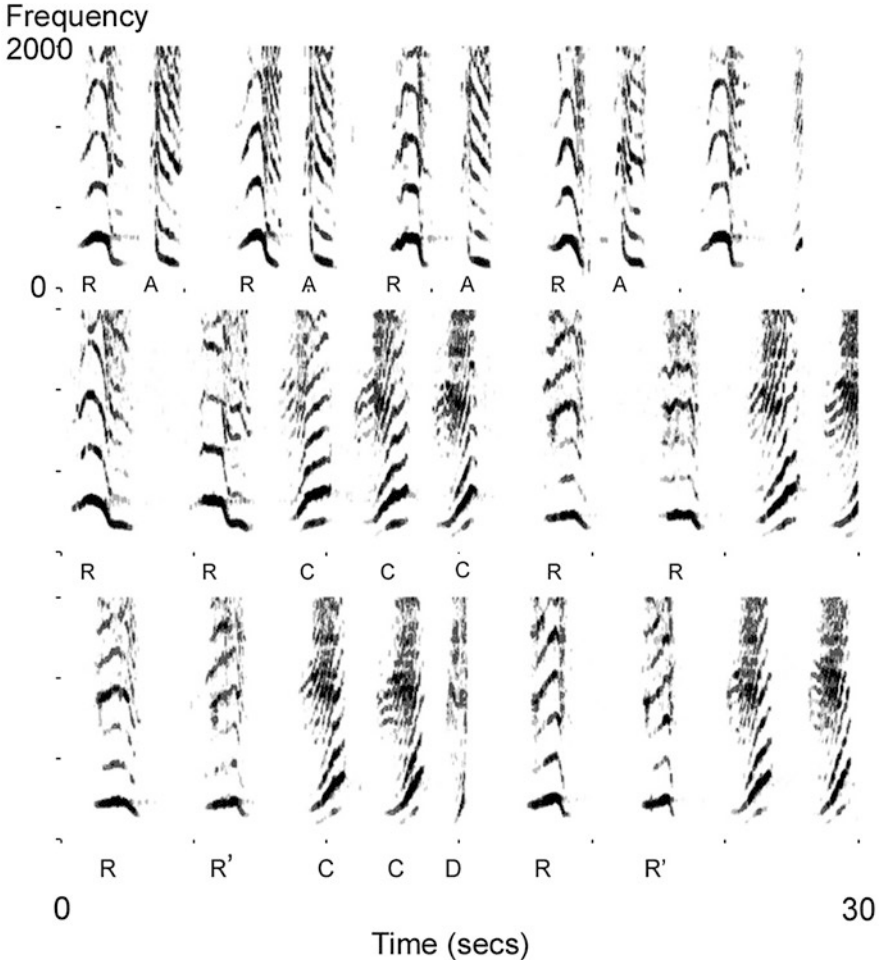 Frequency
2000
0
R A R A R A R A
R R C C C R R
R R’ C C D R R’
0 30
Time (secs)